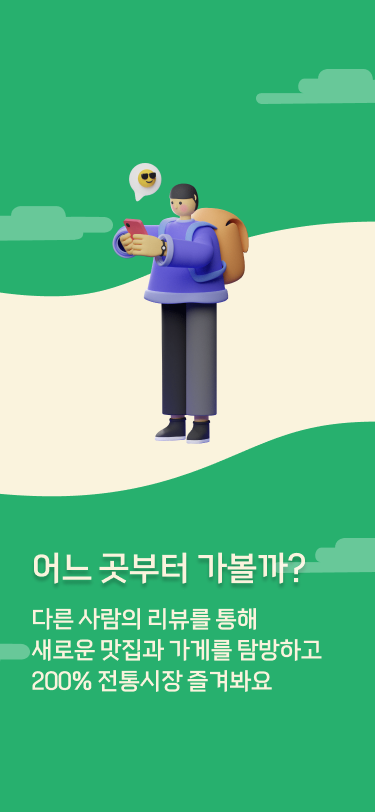 어느 곳부터 가볼까?
다른 사람의 리뷰를 통해
새로운 맛집과 가게를 탐방하고
200% 전통시장 즐겨봐요